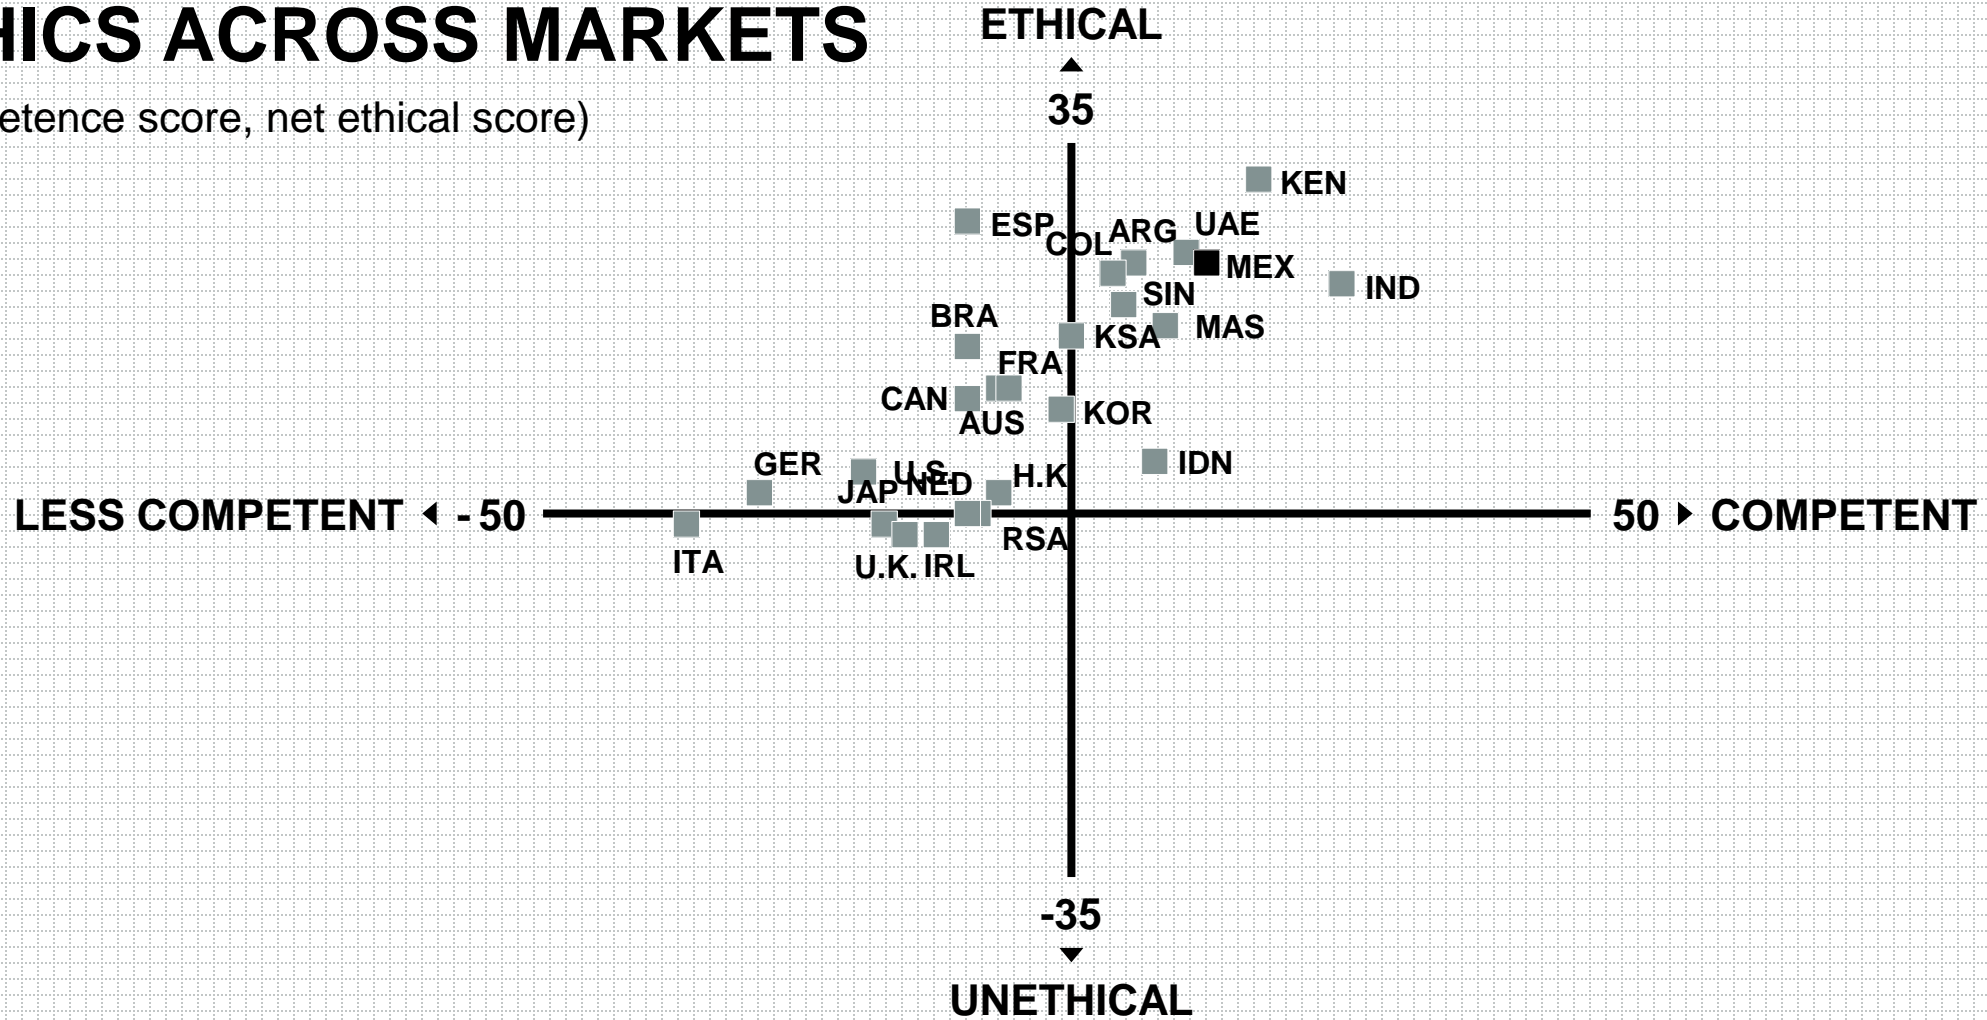 HICS ACROSS MARKETS
etence score, net ethical score)
ETHICAL
35
KEN
ESP
COL
ARG
UAE
MEX
IND
SIN
BRA
KSA
MAS
FRA
CAN
AUS
KOR
GER
U.S.
JAP
NED
H.K
IDN
LESS COMPETENT
- 50
50
COMPETENT
RSA
ITA
U.K.
IRL
-35
UNETHICAL